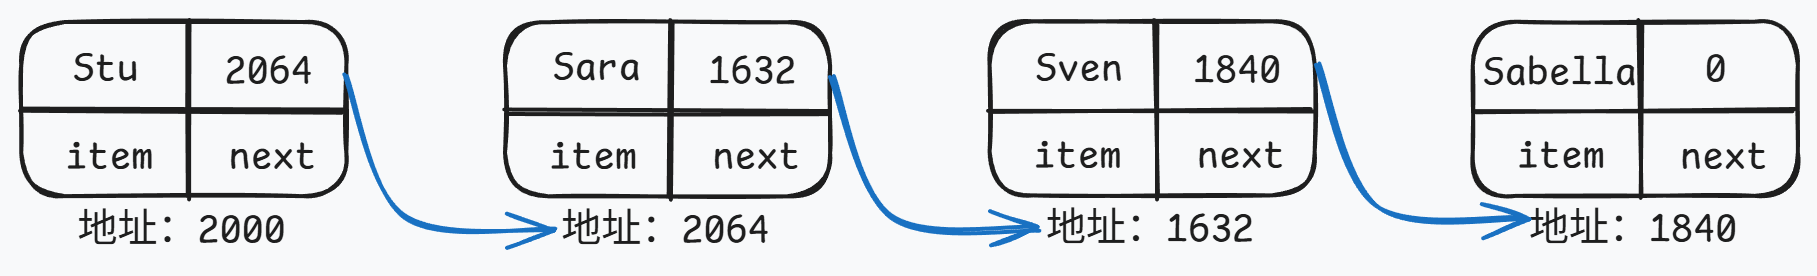 Stu 2064 Sara 1632 Sven 1840 Sabella 0
item next item next item next item next
地址：2000 地址：2064 地址：1632 地址：1840